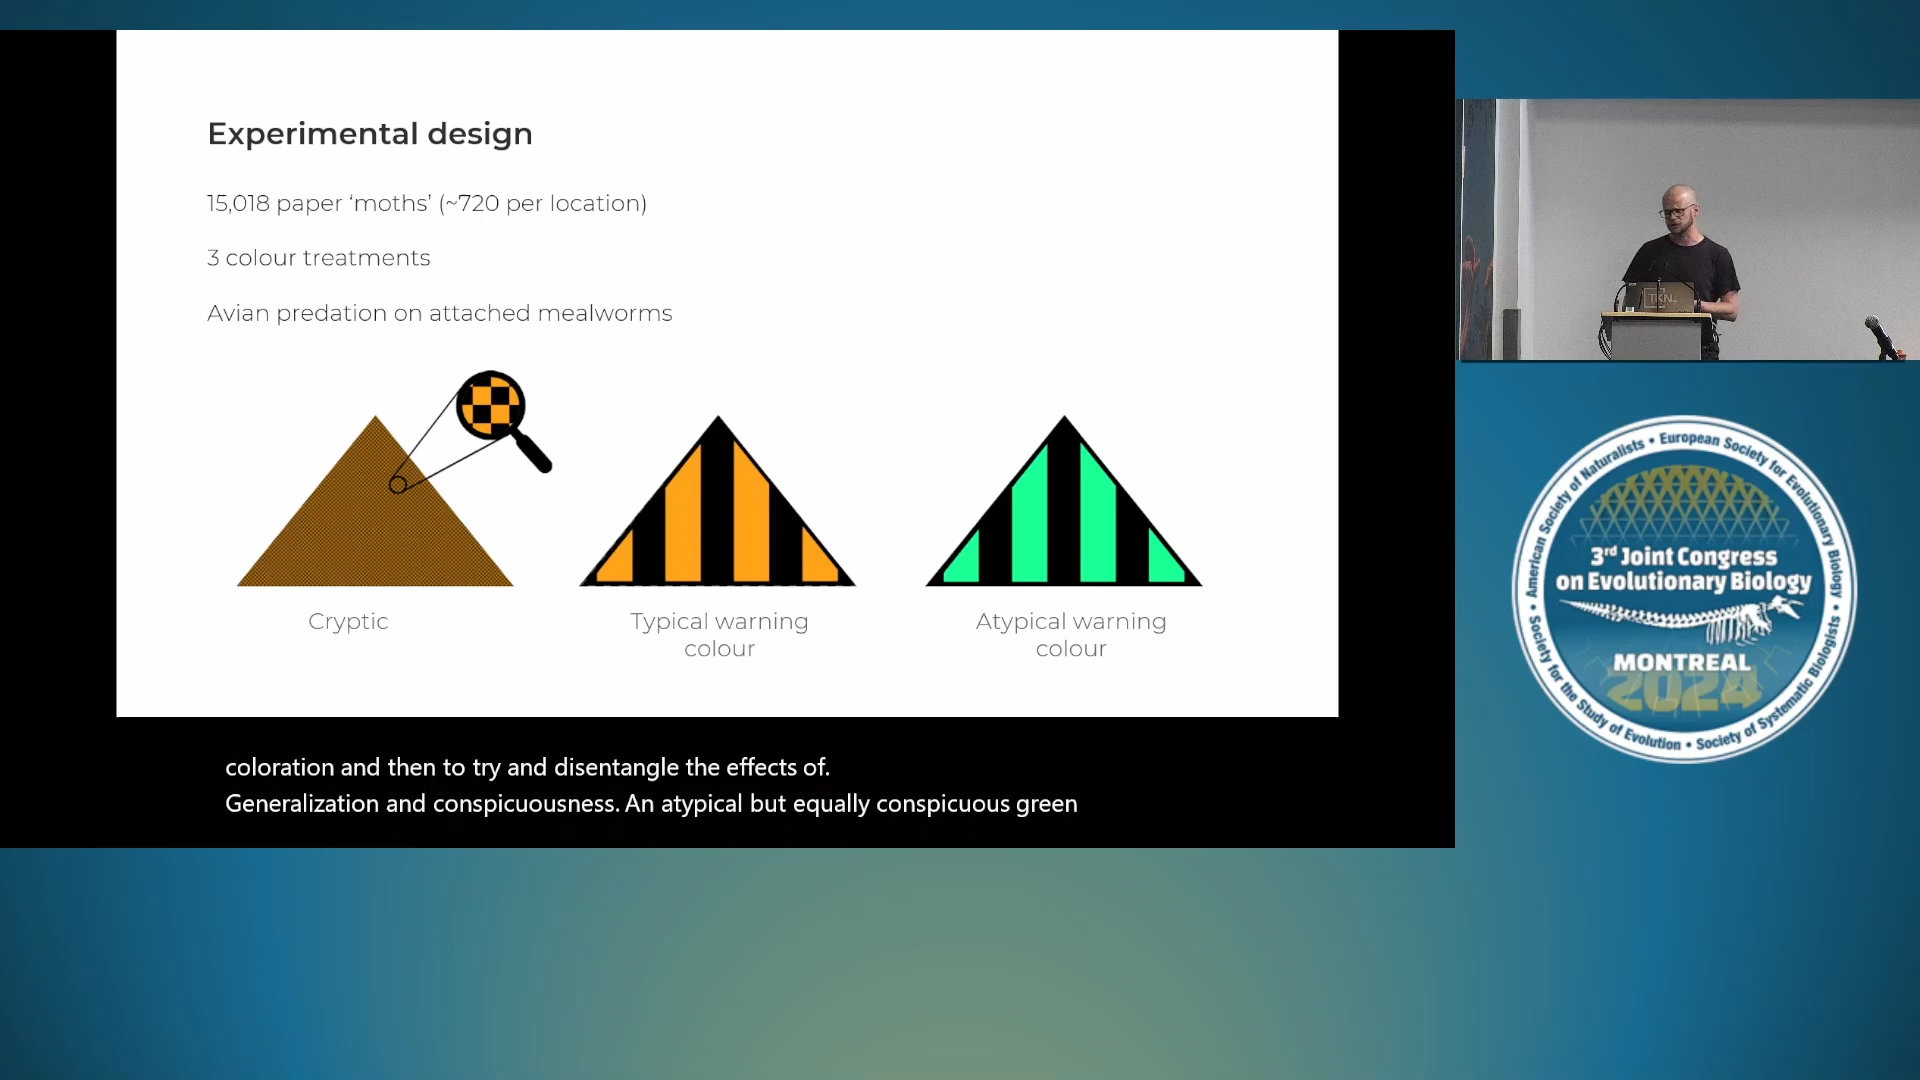 Experimental design
15,018 paper ‘moths’ (~720 per location)
3 colour treatments
Avian predation on attached mealworms
Cryptic
Typical warning
colour
Atypical warning
colour
coloration and then to try and disentangle the effects of.
Generalization and conspicuousness. An atypical but equally conspicuous green
TKN
American Society of Naturalists • European Society for Evolutionary Biology • Society of Systematic Biologists • Society for the Study of Evolution •
3rd Joint Congress
on Evolutionary Biology
MONTREAL
2024